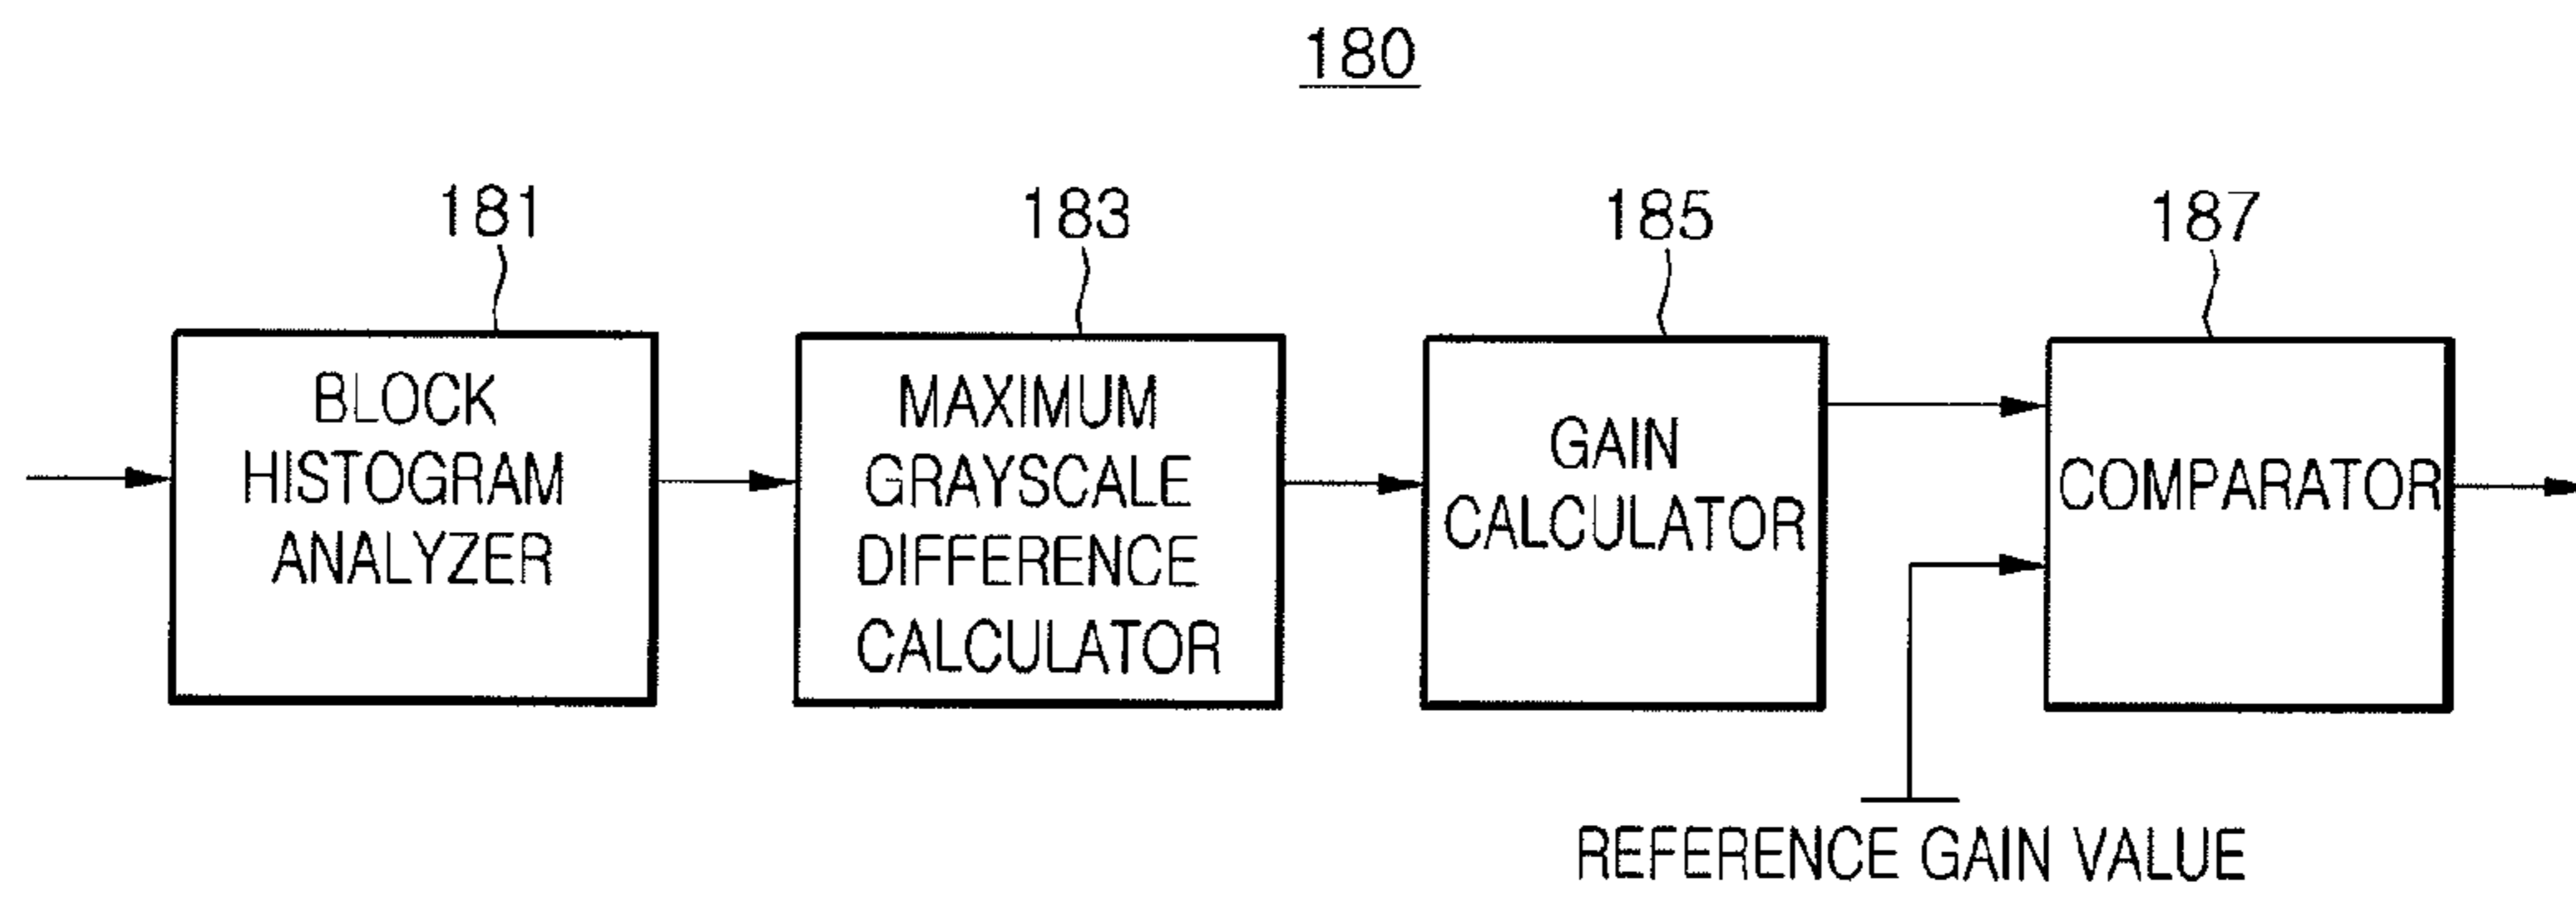 180
181
183
185
187
BLOCK
HISTOGRAM
ANALYZER
MAXIMUM
GRAYSCALE
DIFFERENCE
CALCULATOR
GAIN
CALCULATOR
COMPARATOR
REFERENCE GAIN VALUE